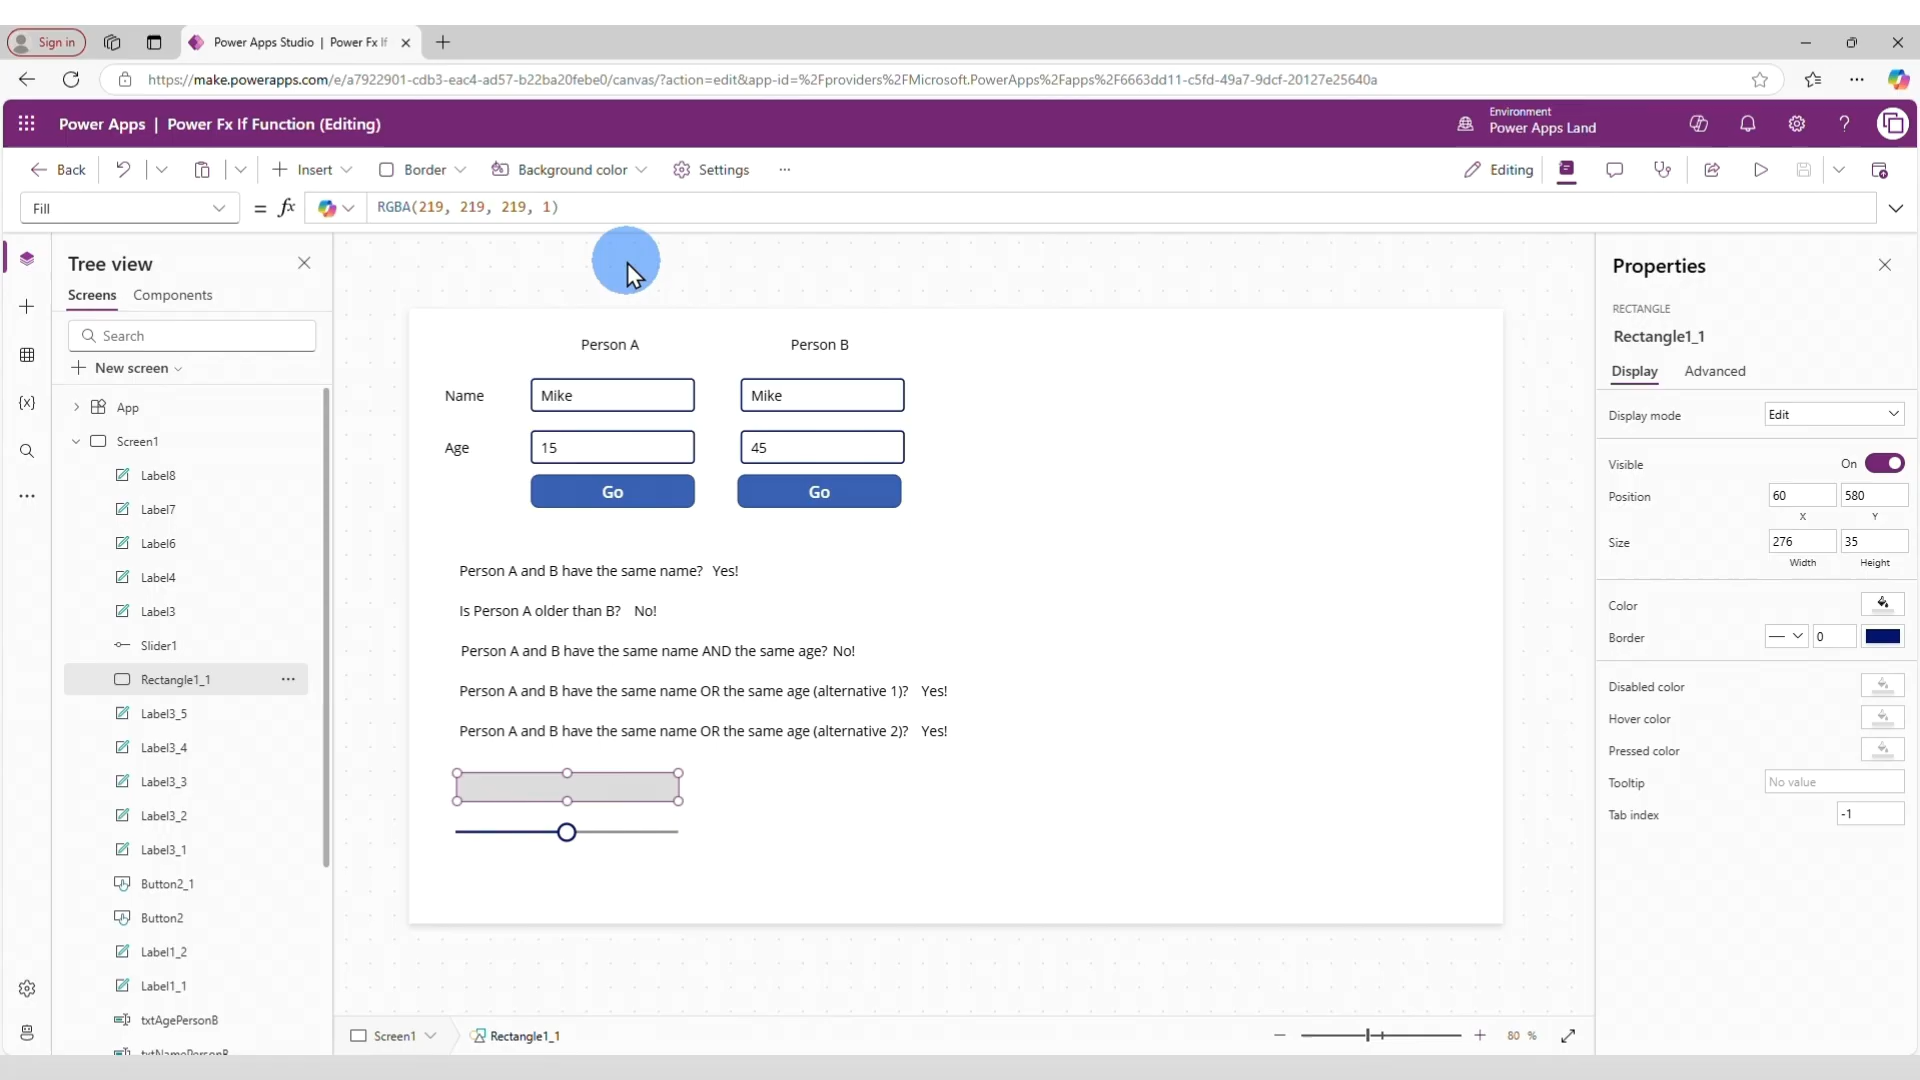 Sign in
Power Apps Studio | Power Fx If
https://make.powerapps.com/e/a7922901-cdb3-eac4-ad57-b22ba20febe0/canvas/?action=edit&app-id=%2Fproviders%2FMicrosoft.PowerApps%2Fapps%2F6663dd11-c5fd-49a7-9dcf-20127e25640a
Power Apps | Power Fx If Function (Editing)
Environment
Power Apps Land
Back
Insert
Border
Background color
Settings
Editing
Fill
= fx
RGBA(219, 219, 219, 1)
Tree view
Screens Components
Search
New screen
App
Screen1
Label8
Label7
Label6
Label4
Label3
Slider1
Rectangle1_1
Label3_5
Label3_4
Label3_3
Label3_2
Label3_1
Button2_1
Button2
Label1_2
Label1_1
txtAgePersonB
txtNamePersonB
Person A Person B
Name Mike Mike
Age 15 45
Go Go
Person A and B have the same name? Yes!
Is Person A older than B? No!
Person A and B have the same name AND the same age? No!
Person A and B have the same name OR the same age (alternative 1)? Yes!
Person A and B have the same name OR the same age (alternative 2)? Yes!
Screen1 Rectangle1_1
80 %
Properties
RECTANGLE
Rectangle1_1
Display Advanced
Display mode Edit
Visible On
Position 60 580
X Y
Size 276 35
Width Height
Color
Border 0
Disabled color
Hover color
Pressed color
Tooltip No value
Tab index -1